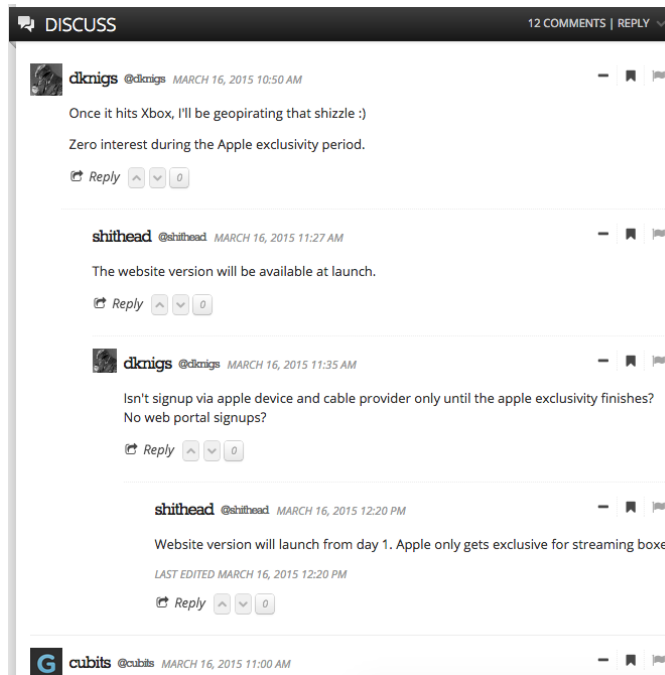 DISCUSS 12 COMMENTS | REPLY
dknigs @dknigs MARCH 16, 2015 10:50 AM
Once it hits Xbox, I'll be geopirating that shizzle :)
Zero interest during the Apple exclusivity period.
Reply 0
shithead @shithead MARCH 16, 2015 11:27 AM
The website version will be available at launch.
Reply 0
dknigs @dknigs MARCH 16, 2015 11:35 AM
Isn't signup via apple device and cable provider only until the apple exclusivity finishes?
No web portal signups?
Reply 0
shithead @shithead MARCH 16, 2015 12:20 PM
Website version will launch from day 1. Apple only gets exclusive for streaming boxe
LAST EDITED MARCH 16, 2015 12:20 PM
Reply 0
G cubits @cubits MARCH 16, 2015 11:00 AM